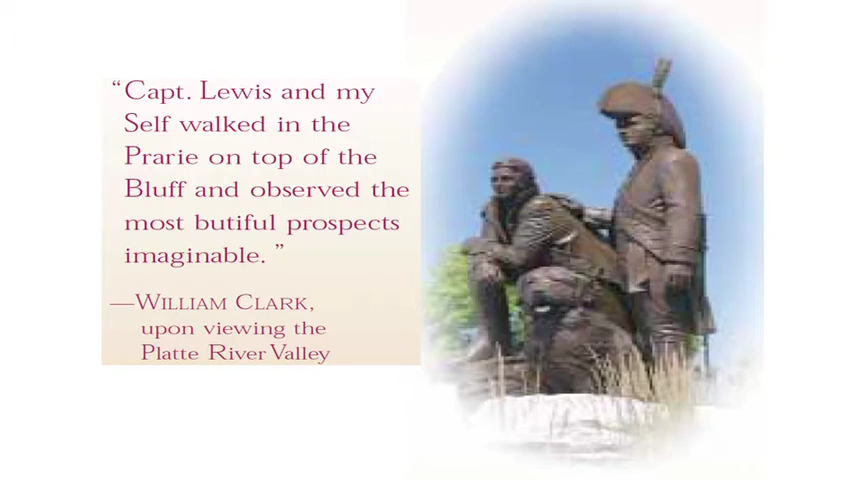 “Capt. Lewis and my
Self walked in the
Prarie on top of the
Bluff and observed the
most butiful prospects
imaginable.”
—WILLIAM CLARK,
upon viewing the
Platte River Valley